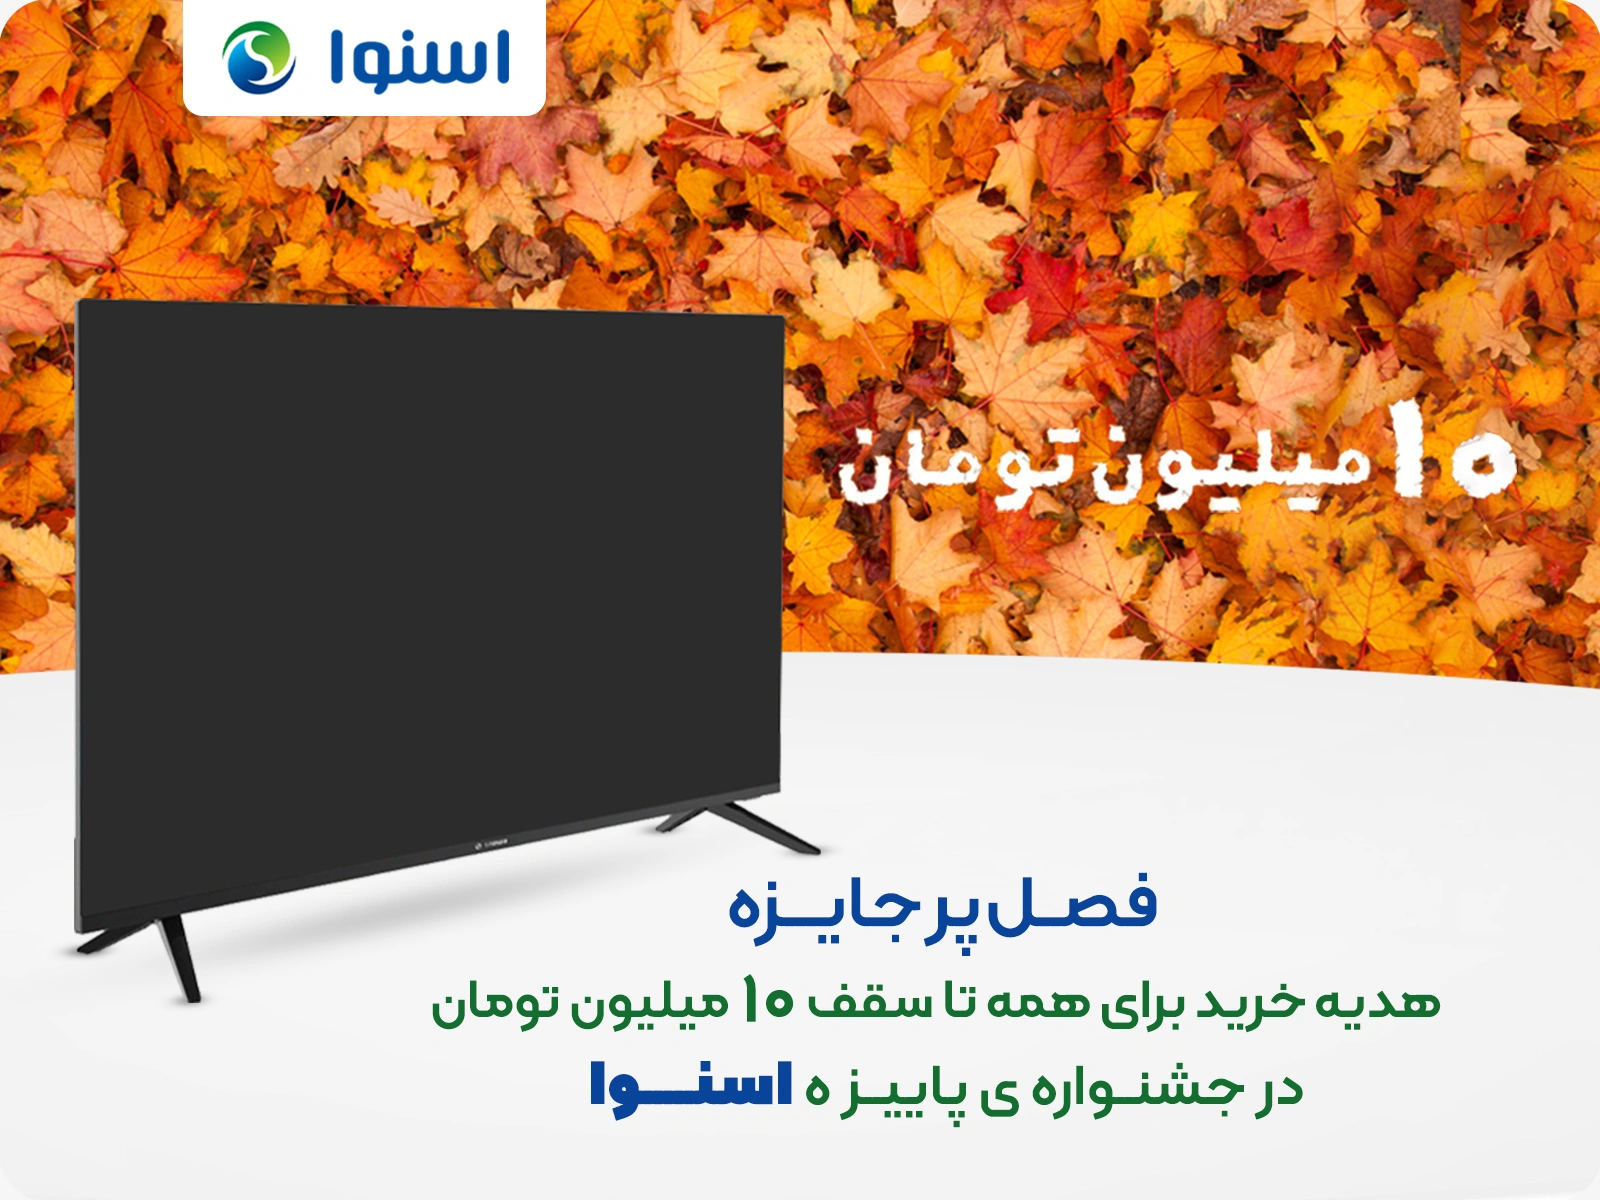 اسنوا
۱۰ میلیون تومان
فصل پر جایزه
هدیه خرید برای همه تا سقف ۱۰ میلیون تومان
در جشنواره ی پاییز ه اسنوا